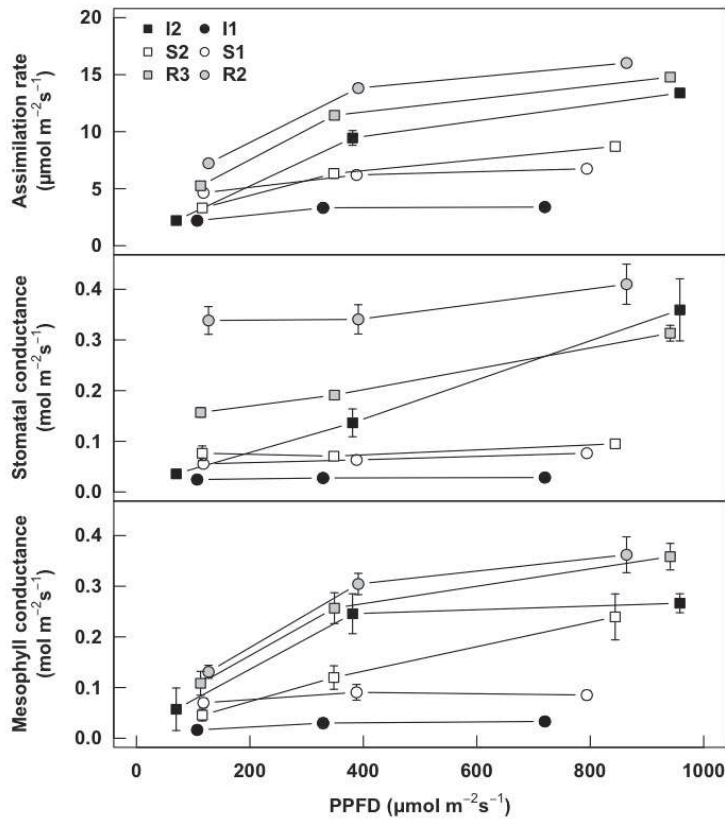 20
15
10
5
0
Assimilation rate
(μmol m−2s−1)
I2 I1
S2 S1
R3 R2
0.4
0.3
0.2
0.1
0.0
Stomatal conductance
(mol m−2s−1)
0.4
0.3
0.2
0.1
0.0
Mesophyll conductance
(mol m−2s−1)
0 200 400 600 800 1000
PPFD (μmol m−2s−1)